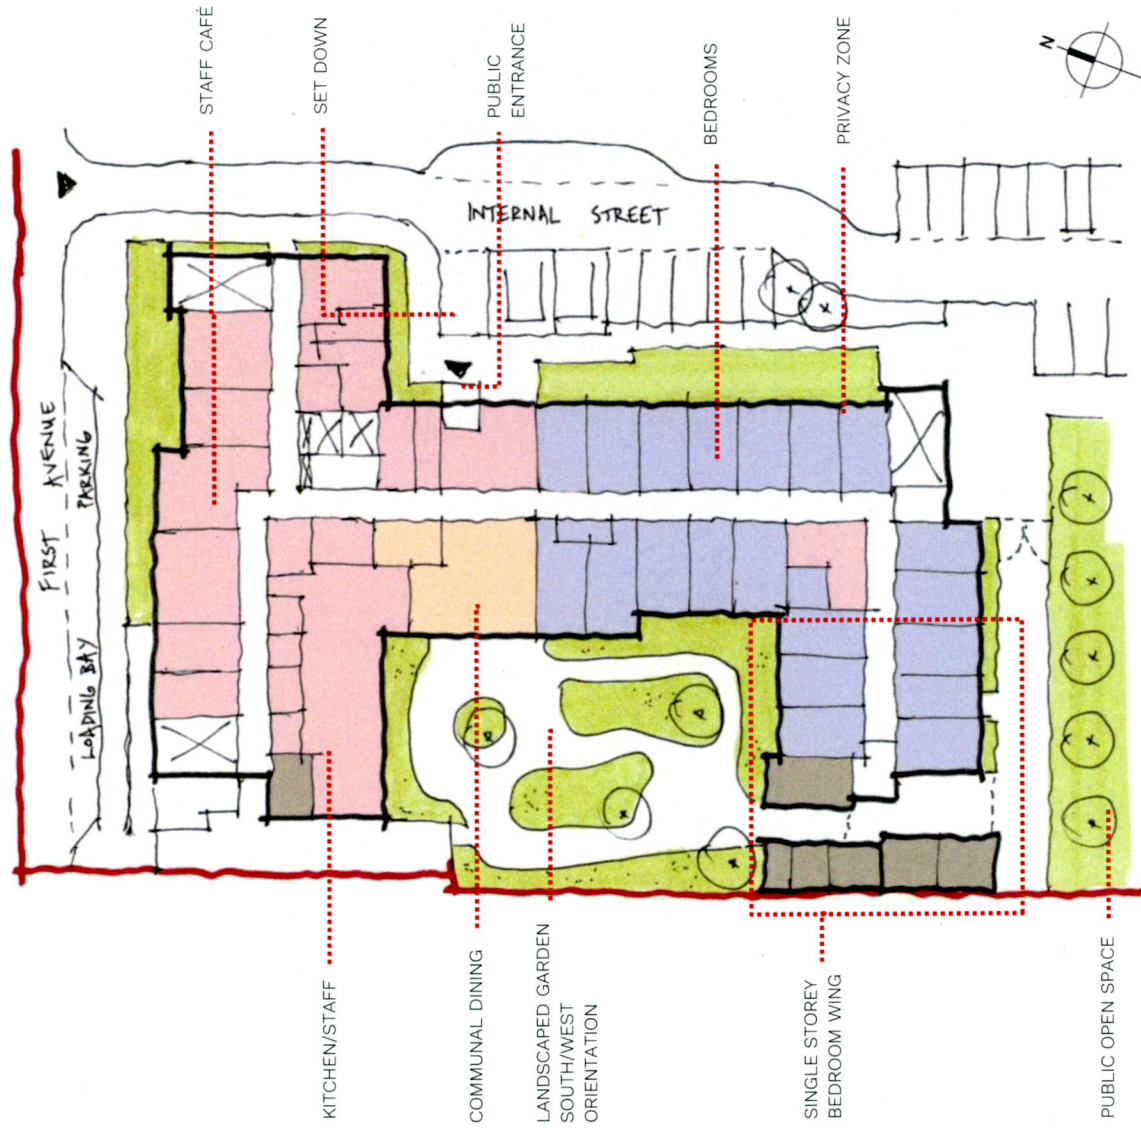 STAFF CAFÉ
SET DOWN
PUBLIC
ENTRANCE
BEDROOMS
PRIVACY ZONE
N
INTERNAL STREET
FIRST AVENUE
PARKING
LOADING BAY
KITCHEN/STAFF
COMMUNAL DINING
LANDSCAPED GARDEN
SOUTH/WEST
ORIENTATION
SINGLE STOREY
BEDROOM WING
PUBLIC OPEN SPACE